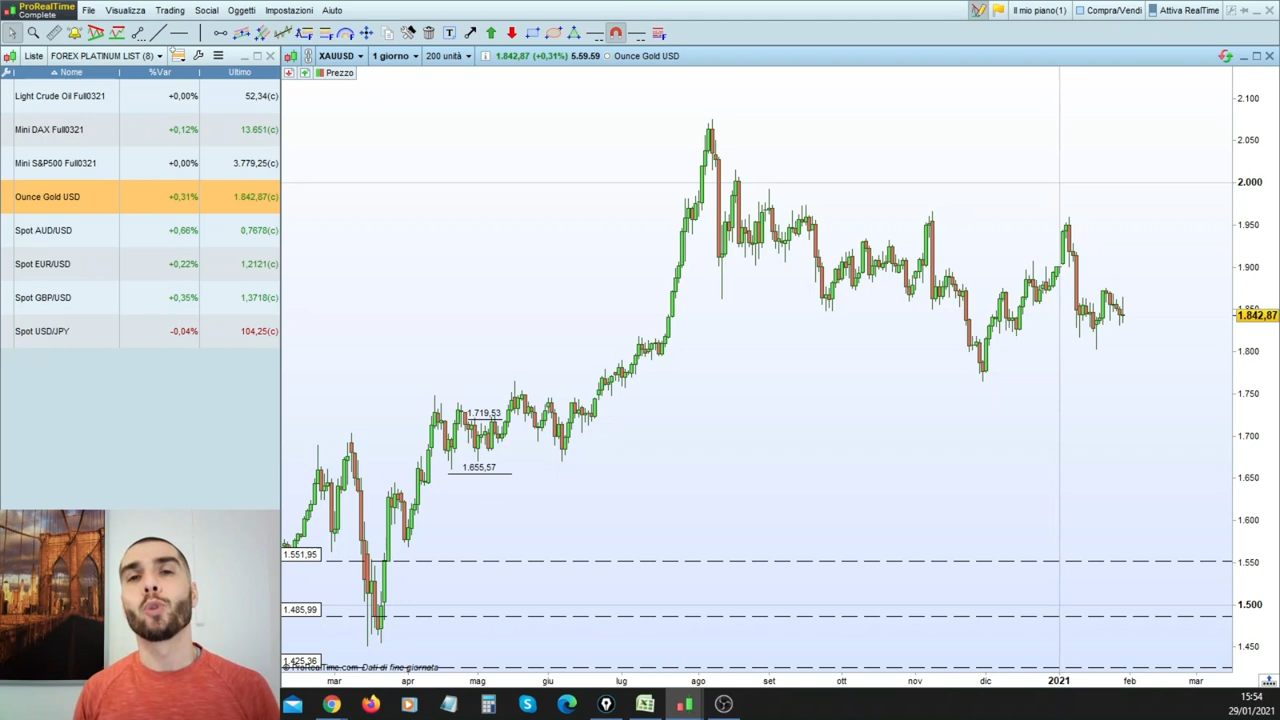 ProRealTime
Complete
File
Visualizza
Trading
Social
Oggetti
Impostazioni
Aiuto
Il mio piano(1)
Compra/Vendi
Attiva RealTime
Liste
FOREX PLATINUM LIST (8)
XAUUSD
1 giorno
200 unità
1.842,87 (+0,31%) 5.59.59
Ounce Gold USD
Nome %Var Ultimo
Prezzo
Light Crude Oil Full0321 +0,00% 52,34(c)
Mini DAX Full0321 +0,12% 13.651(c)
Mini S&P500 Full0321 +0,00% 3.779,25(c)
Ounce Gold USD +0,31% 1.842,87(c)
Spot AUD/USD +0,66% 0,7678(c)
Spot EUR/USD +0,22% 1,2121(c)
Spot GBP/USD +0,35% 1,3718(c)
Spot USD/JPY -0,04% 104,25(c)
2.100
2.050
2.000
1.950
1.900
1.842,87
1.800
1.750
1.700
1.650
1.600
1.550
1.500
1.450
1.719,53
1.655,57
1.551,95
1.485,99
1.425,36
© ProRealTime.com Dati di fine giornata
mar apr mag giu lug ago set ott nov dic 2021 feb mar
15:54
29/01/2021